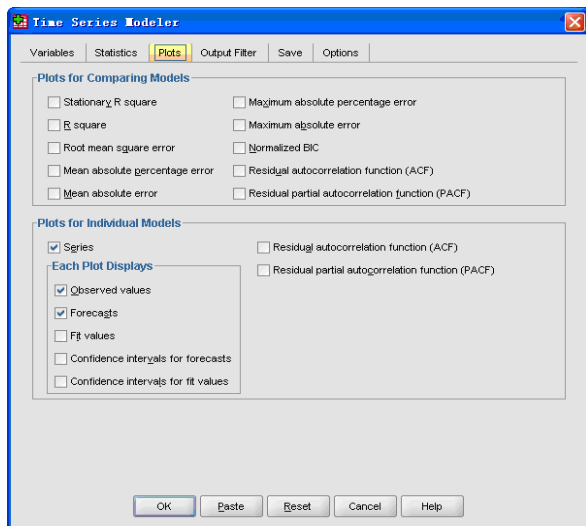 Time Series Modeler
Variables Statistics Plots Output Filter Save Options
Plots for Comparing Models
Stationary R square
R square
Root mean square error
Mean absolute percentage error
Mean absolute error
Maximum absolute percentage error
Maximum absolute error
Normalized BIC
Residual autocorrelation function (ACF)
Residual partial autocorrelation function (PACF)
Plots for Individual Models
Series
Each Plot Displays
Observed values
Forecasts
Fit values
Confidence intervals for forecasts
Confidence intervals for fit values
Residual autocorrelation function (ACF)
Residual partial autocorrelation function (PACF)
OK Paste Reset Cancel Help